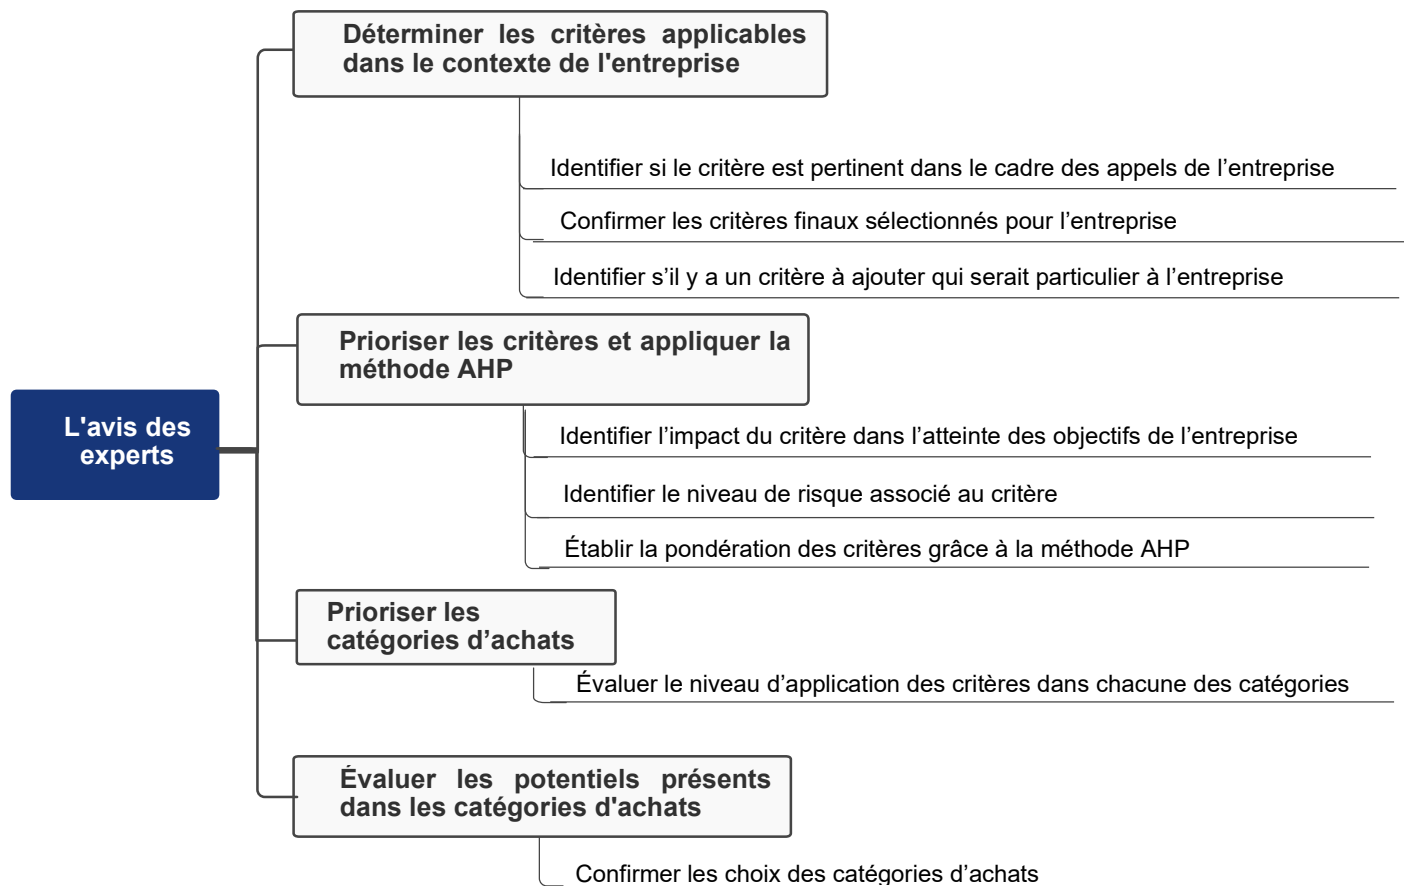 Déterminer les critères applicables
dans le contexte de l'entreprise
Identifier si le critère est pertinent dans le cadre des appels de l’entreprise
Confirmer les critères finaux sélectionnés pour l’entreprise
Identifier s’il y a un critère à ajouter qui serait particulier à l’entreprise
Prioriser les critères et appliquer la
méthode AHP
L'avis des
experts
Identifier l’impact du critère dans l’atteinte des objectifs de l’entreprise
Identifier le niveau de risque associé au critère
Établir la pondération des critères grâce à la méthode AHP
Prioriser les
catégories d’achats
Évaluer le niveau d’application des critères dans chacune des catégories
Évaluer les potentiels présents
dans les catégories d'achats
Confirmer les choix des catégories d’achats